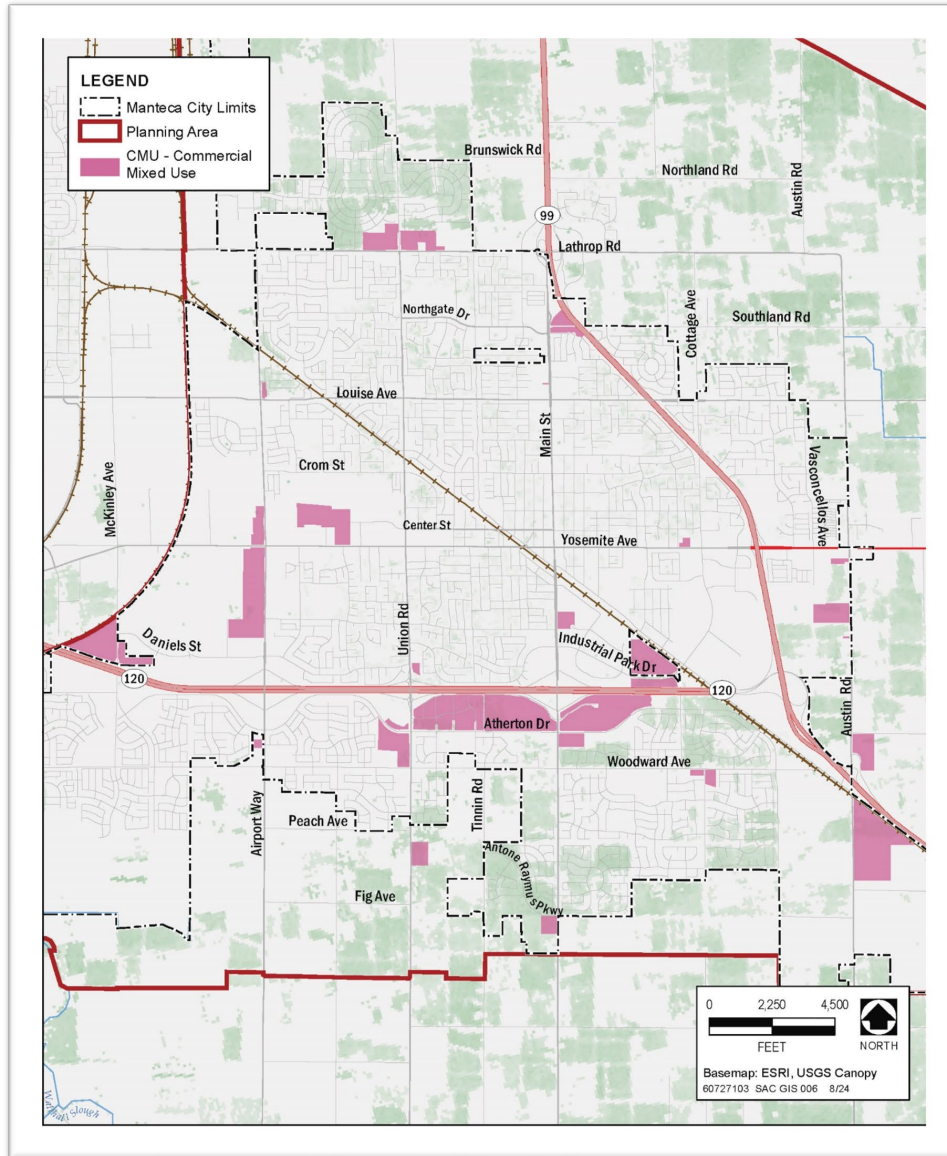 LEGEND
Manteca City Limits
Planning Area
CMU - Commercial
Mixed Use
Brunswick Rd
Northland Rd
Austin Rd
99
Lathrop Rd
Northgate Dr
Cottage Ave
Southland Rd
Louise Ave
Main St
Crom St
McKinley Ave
Vasconcellos Ave
Center St
Yosemite Ave
Union Rd
Daniels St
Industrial Park Dr
120
120
Atherton Dr
Austin Rd
Woodward Ave
Airport Way
Tinnin Rd
Peach Ave
Antone Raymus Pkwy
Fig Ave
0 2,250 4,500
FEET
NORTH
Basemap: ESRI, USGS Canopy
60727103 SAC GIS 006 8/24
Slough